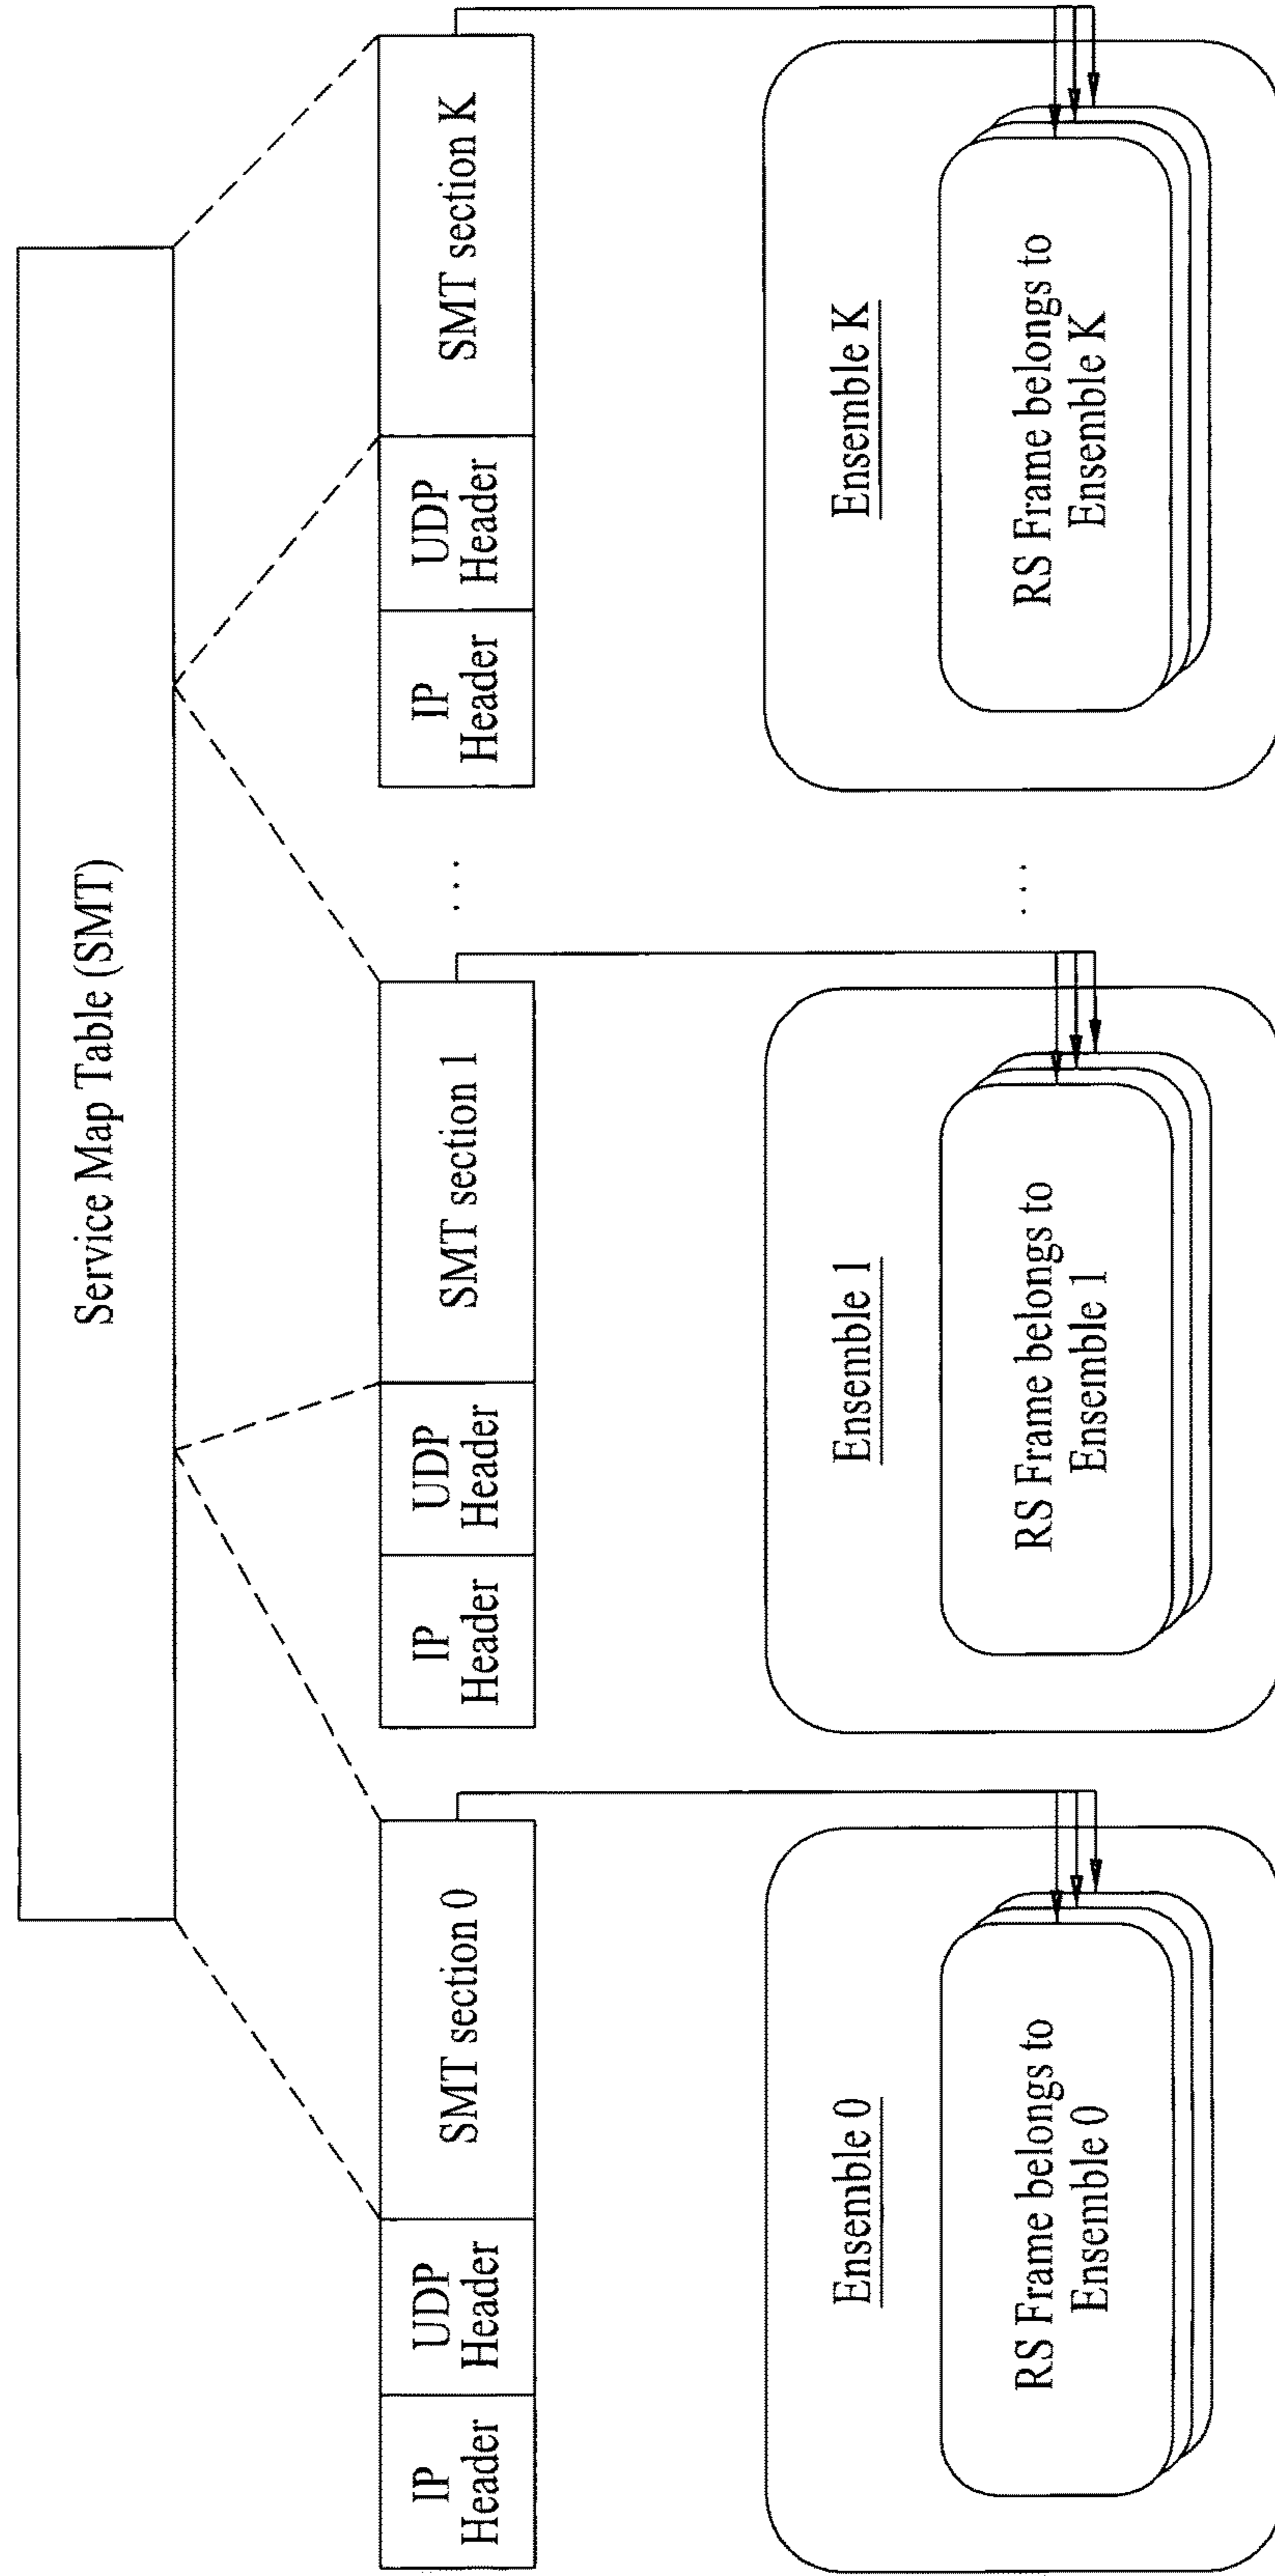 Service Map Table (SMT)
IP
Header
UDP
Header
SMT section 0
IP
Header
UDP
Header
SMT section 1
...
IP
Header
UDP
Header
SMT section K
Ensemble 0
RS Frame belongs to
Ensemble 0
Ensemble 1
RS Frame belongs to
Ensemble 1
...
Ensemble K
RS Frame belongs to
Ensemble K